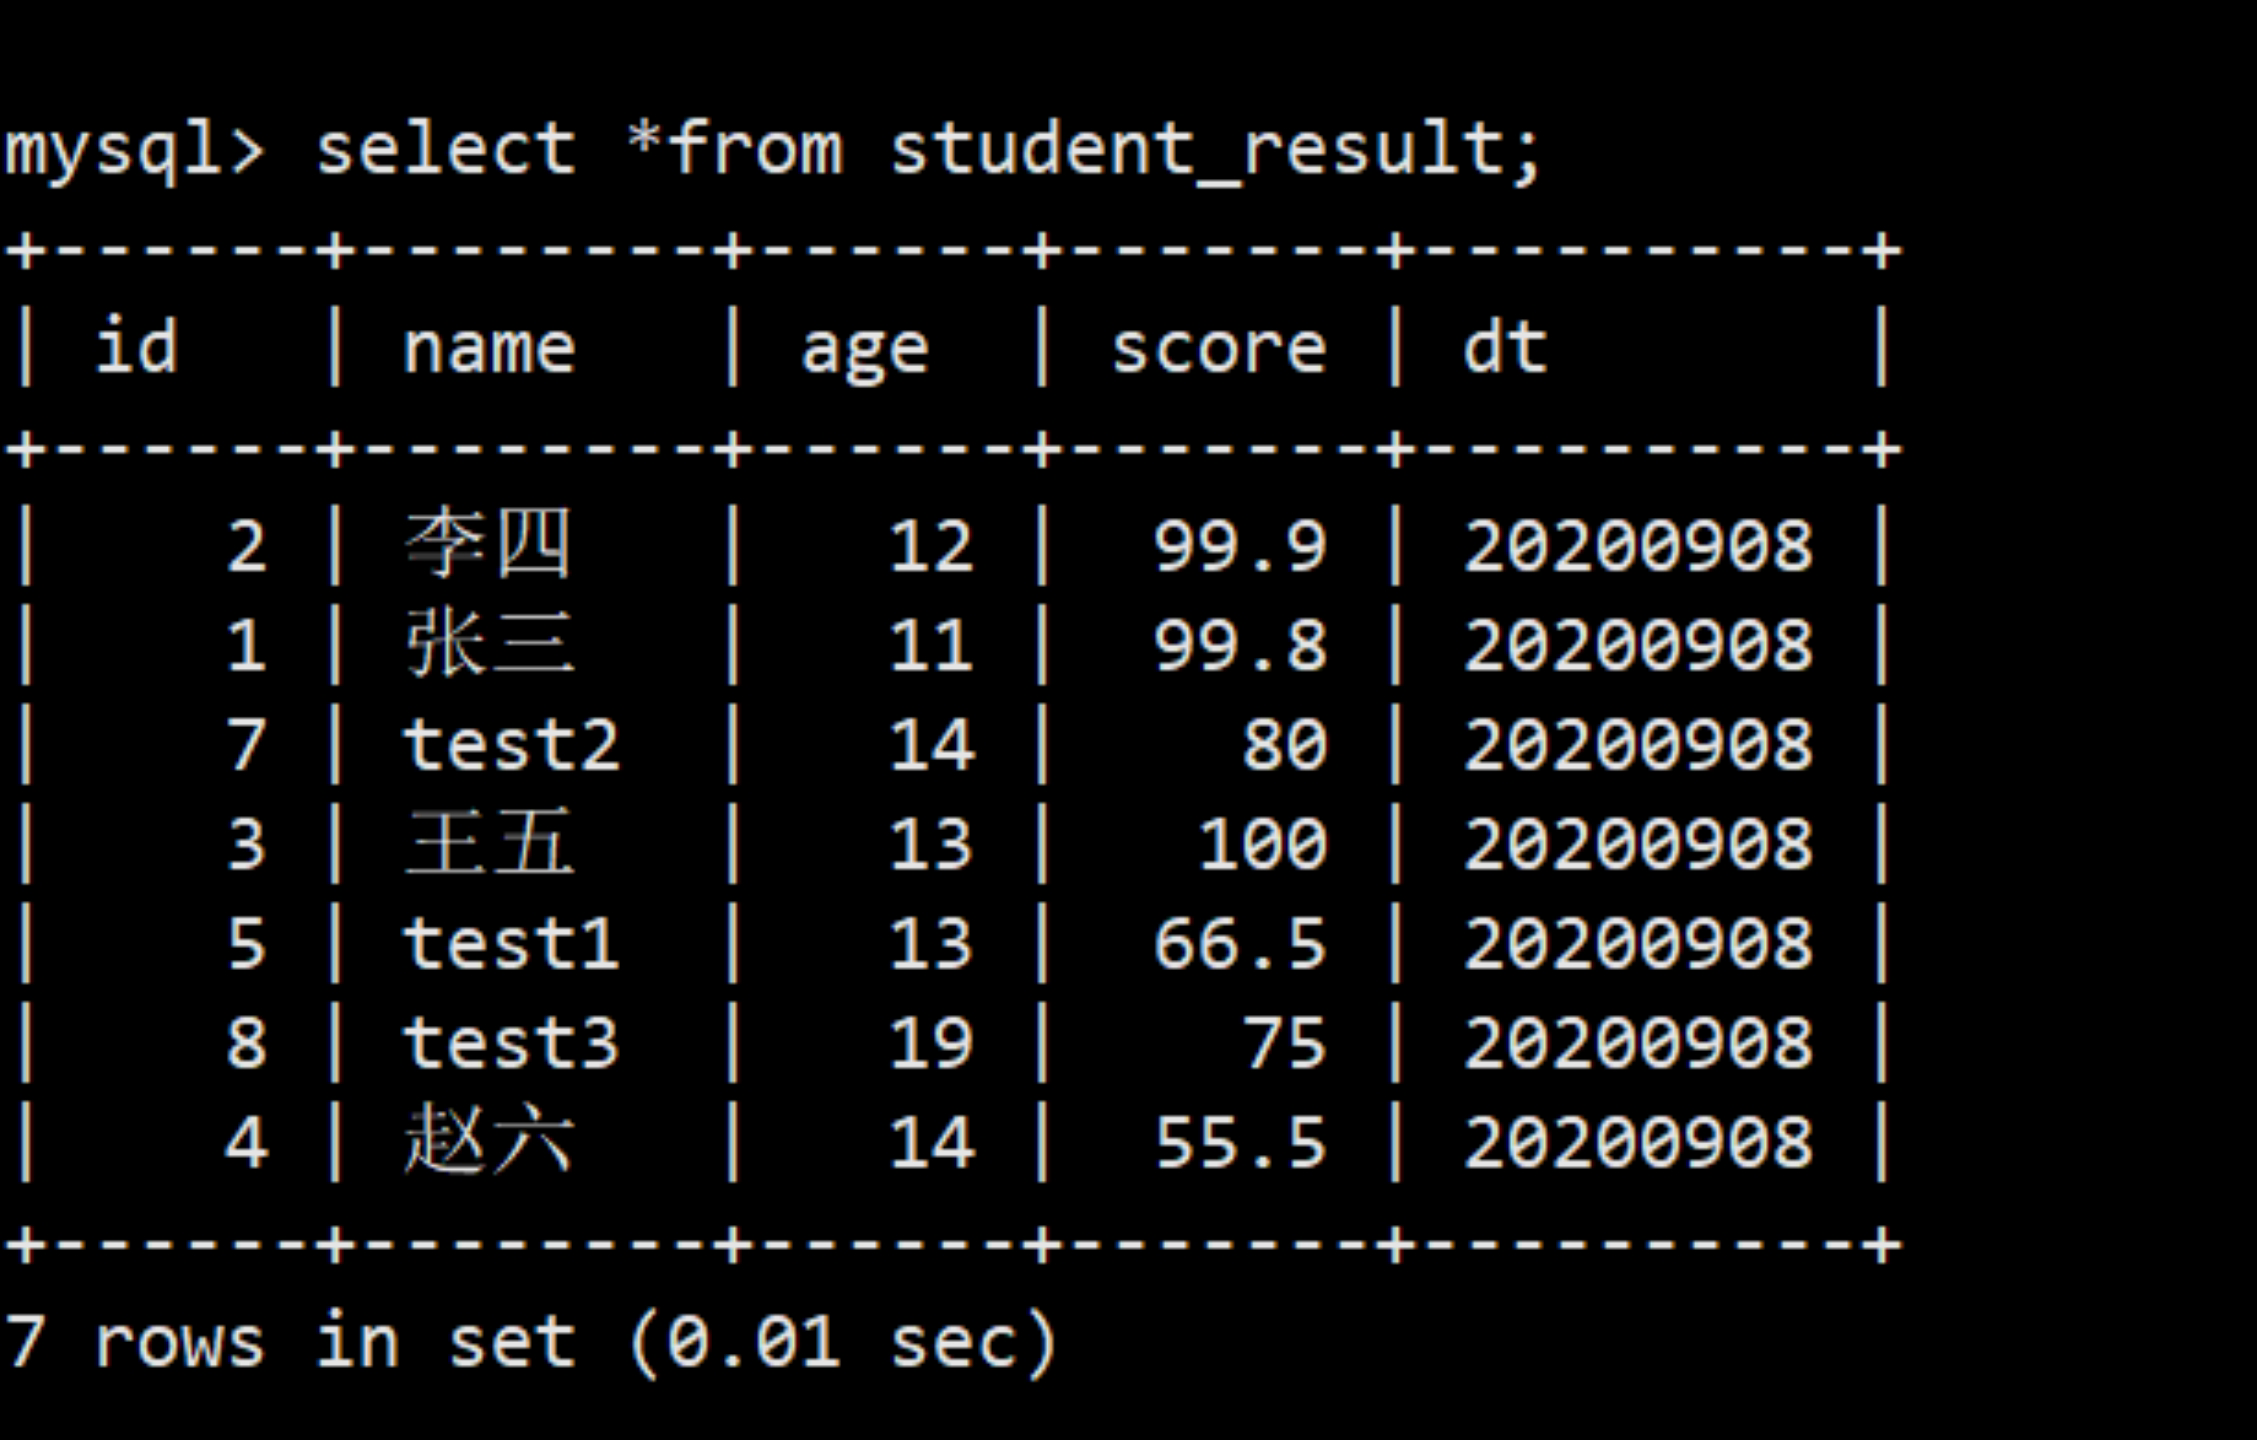 mysql> select *from student_result;
+------+--------+------+-------+----------+
| id   | name   | age  | score | dt       |
+------+--------+------+-------+----------+
|    2 | 李四   |   12 |  99.9 | 20200908 |
|    1 | 张三   |   11 |  99.8 | 20200908 |
|    7 | test2  |   14 |    80 | 20200908 |
|    3 | 王五   |   13 |   100 | 20200908 |
|    5 | test1  |   13 |  66.5 | 20200908 |
|    8 | test3  |   19 |    75 | 20200908 |
|    4 | 赵六   |   14 |  55.5 | 20200908 |
+------+--------+------+-------+----------+
7 rows in set (0.01 sec)